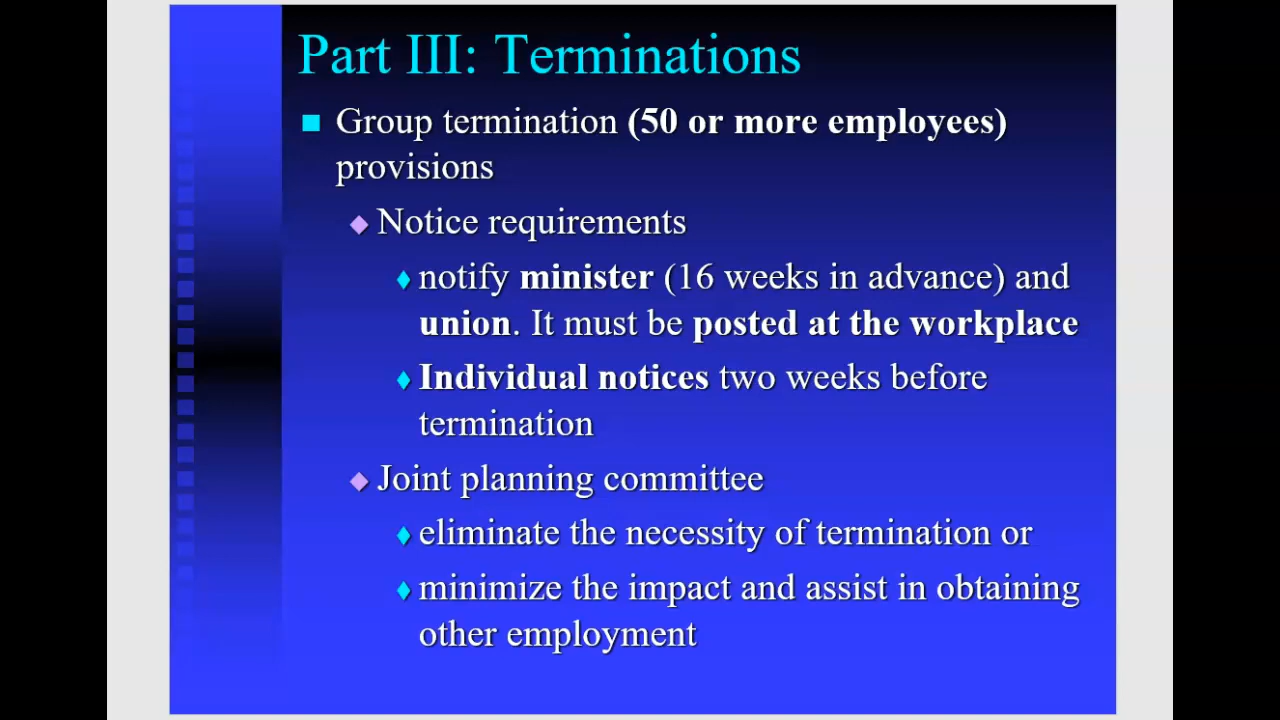 Part III: Terminations
Group termination (50 or more employees)
provisions
Notice requirements
notify minister (16 weeks in advance) and
union. It must be posted at the workplace
Individual notices two weeks before
termination
Joint planning committee
eliminate the necessity of termination or
minimize the impact and assist in obtaining
other employment